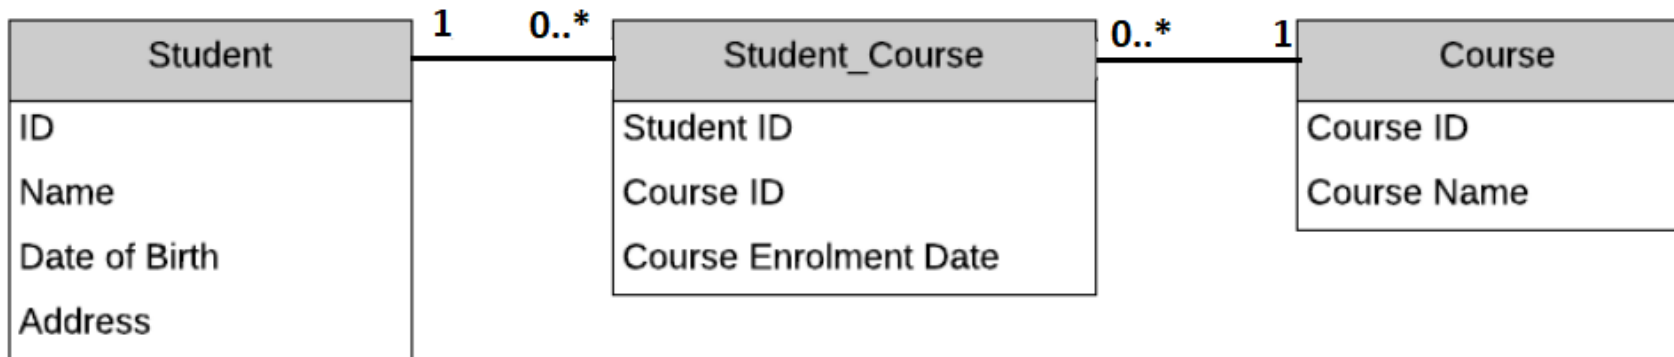 Student
1
0..*
Student_Course
0..*
1
Course
ID
Name
Date of Birth
Address
Student ID
Course ID
Course Enrolment Date
Course ID
Course Name